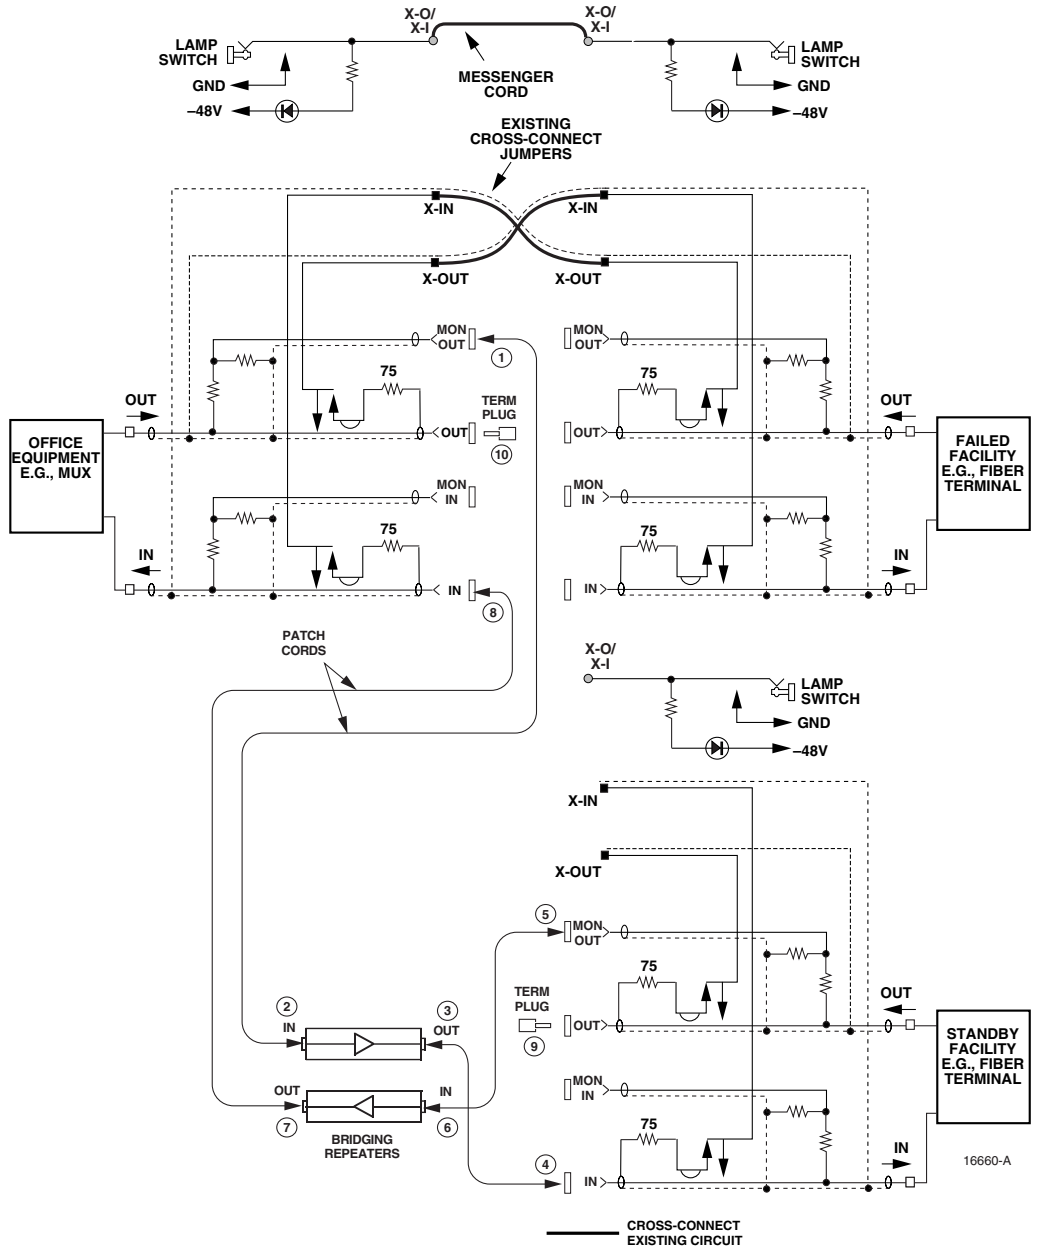 X-O/
X-I
X-O/
X-I
LAMP
SWITCH
LAMP
SWITCH
MESSENGER
CORD
GND
GND
–48V
–48V
EXISTING
CROSS-CONNECT
JUMPERS
X-IN
X-IN
X-OUT
X-OUT
MON
OUT
1
MON
OUT
75
75
OUT
TERM
PLUG
OUT
OUT
10
OUT
OFFICE
EQUIPMENT
E.G., MUX
FAILED
FACILITY
E.G., FIBER
TERMINAL
MON
IN
MON
IN
75
75
IN
IN
IN
8
IN
PATCH
CORDS
X-O/
X-I
LAMP
SWITCH
GND
–48V
X-IN
X-OUT
5
MON
OUT
75
TERM
PLUG
OUT
9
OUT
2
IN
3
OUT
STANDBY
FACILITY
E.G., FIBER
TERMINAL
OUT
7
IN
6
BRIDGING
REPEATERS
MON
IN
75
4
IN
IN
16660-A
CROSS-CONNECT
EXISTING CIRCUIT